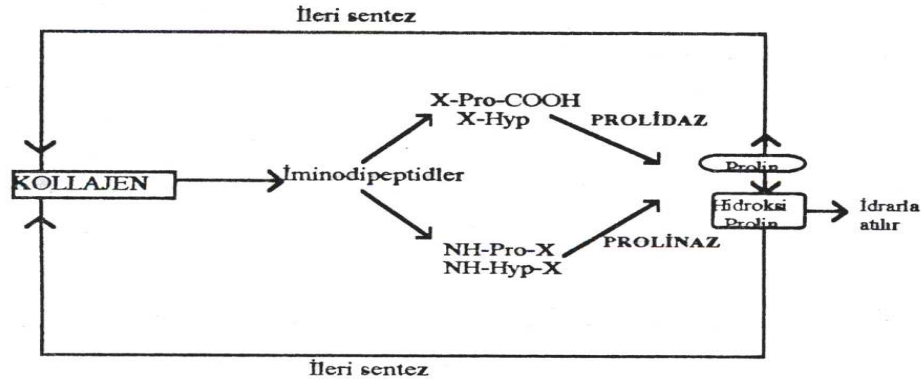 İleri sentez
X-Pro-COOH
X-Hyp
PROLİDAZ
KOLLAJEN
İminodipeptidler
Prolin
Hidroksi
Prolin
İdrarla
atılır
NH-Pro-X
NH-Hyp-X
PROLİNAZ
İleri sentez